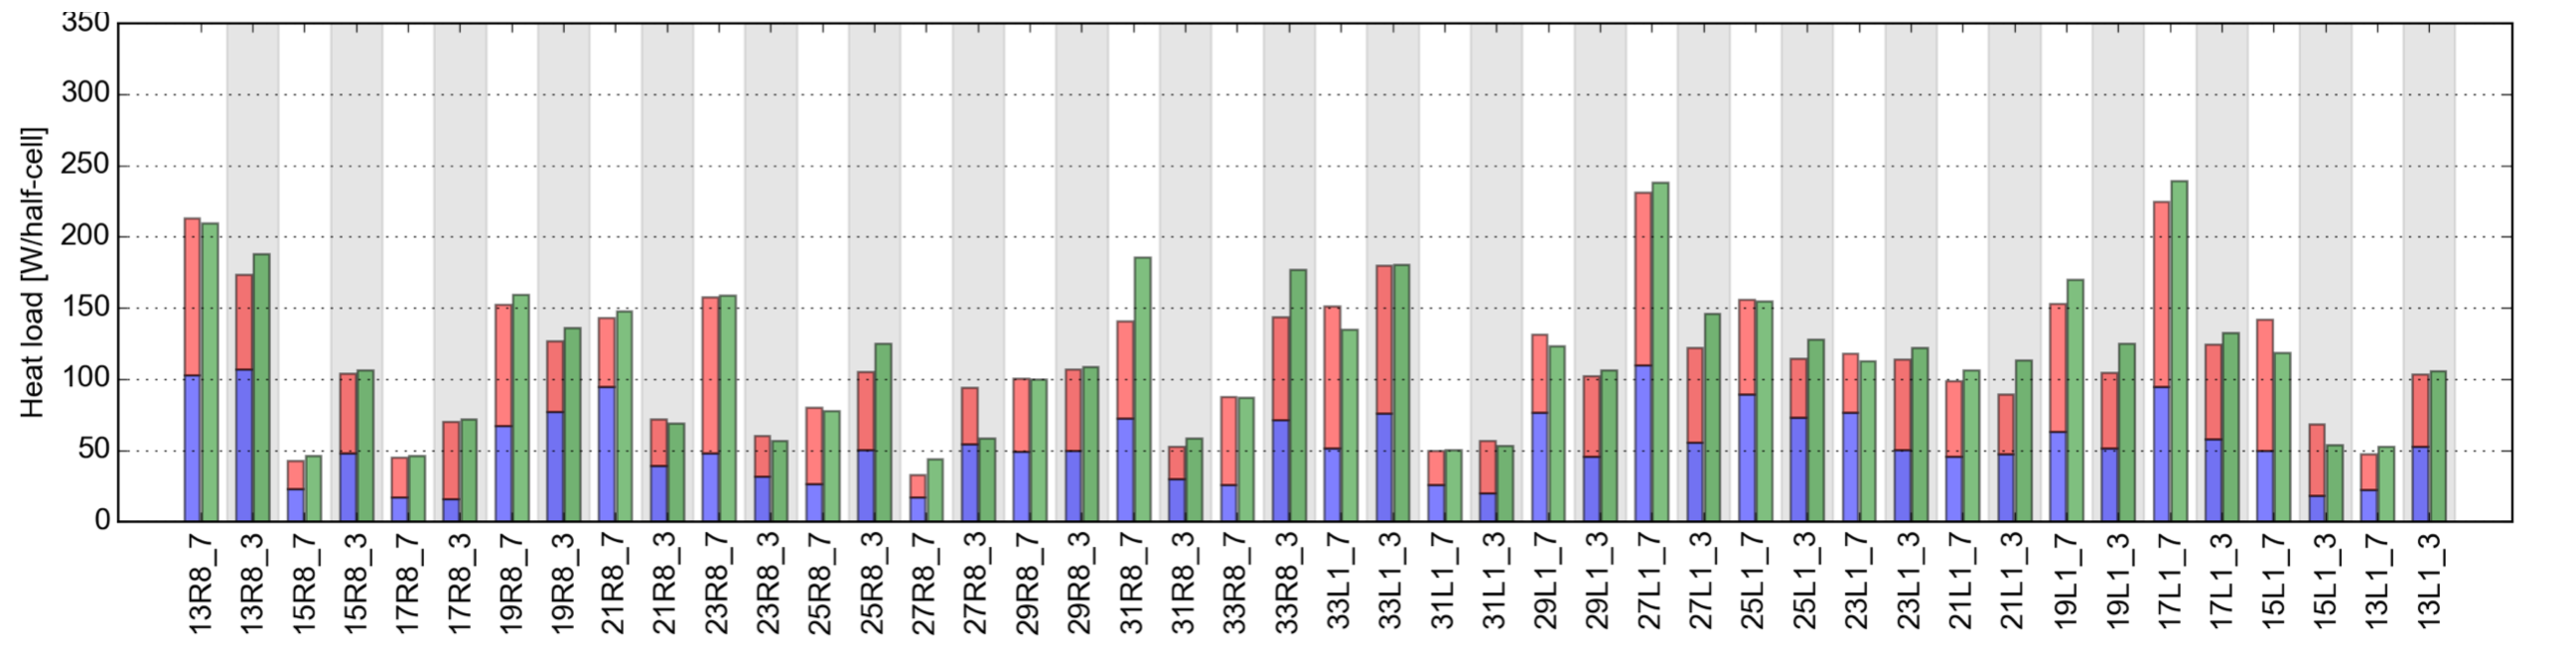 Heat load [W/half-cell]
350
300
250
200
150
100
50
0
13R8_7
13R8_3
15R8_7
15R8_3
17R8_7
17R8_3
19R8_7
19R8_3
21R8_7
21R8_3
23R8_7
23R8_3
25R8_7
25R8_3
27R8_7
27R8_3
29R8_7
29R8_3
31R8_7
31R8_3
33R8_7
33R8_3
33L1_7
33L1_3
31L1_7
31L1_3
29L1_7
29L1_3
27L1_7
27L1_3
25L1_7
25L1_3
23L1_7
23L1_3
21L1_7
21L1_3
19L1_7
19L1_3
17L1_7
17L1_3
15L1_7
15L1_3
13L1_7
13L1_3